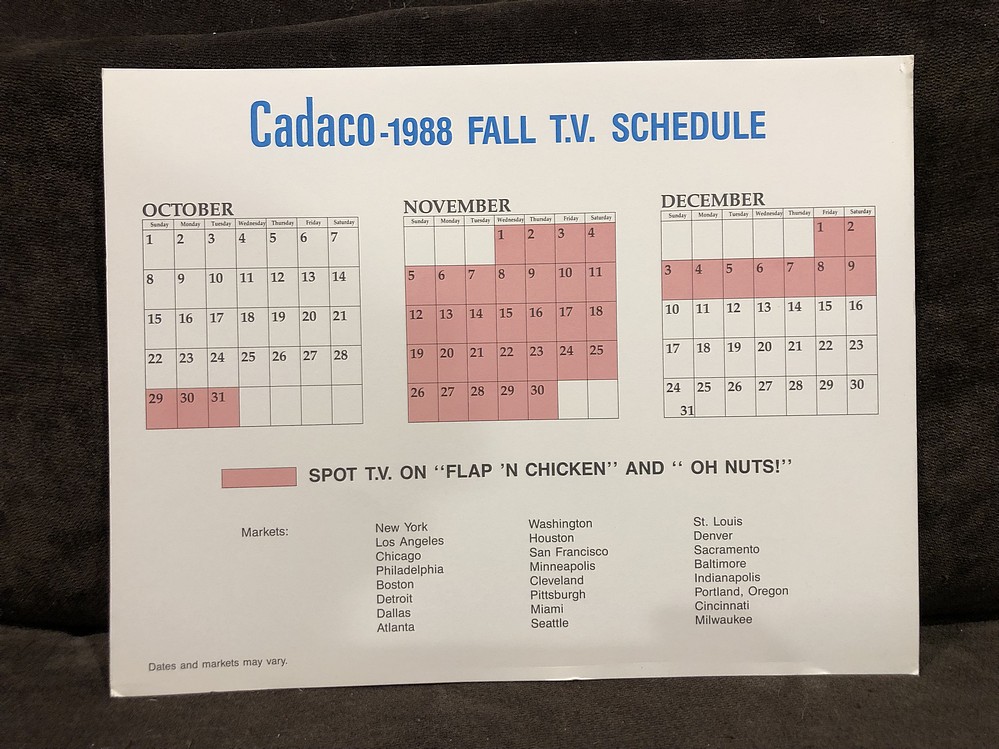 Cadaco-1988 FALL T.V. SCHEDULE
OCTOBER
Sunday Monday Tuesday Wednesday Thursday Friday Saturday
1 2 3 4 5 6 7
8 9 10 11 12 13 14
15 16 17 18 19 20 21
22 23 24 25 26 27 28
29 30 31
NOVEMBER
Sunday Monday Tuesday Wednesday Thursday Friday Saturday
1 2 3 4
5 6 7 8 9 10 11
12 13 14 15 16 17 18
19 20 21 22 23 24 25
26 27 28 29 30
DECEMBER
Sunday Monday Tuesday Wednesday Thursday Friday Saturday
1 2
3 4 5 6 7 8 9
10 11 12 13 14 15 16
17 18 19 20 21 22 23
24 25 26 27 28 29 30
31
SPOT T.V. ON “FLAP ’N CHICKEN” AND “ OH NUTS!”
Markets:
New York
Los Angeles
Chicago
Philadelphia
Boston
Detroit
Dallas
Atlanta
Washington
Houston
San Francisco
Minneapolis
Cleveland
Pittsburgh
Miami
Seattle
St. Louis
Denver
Sacramento
Baltimore
Indianapolis
Portland, Oregon
Cincinnati
Milwaukee
Dates and markets may vary.